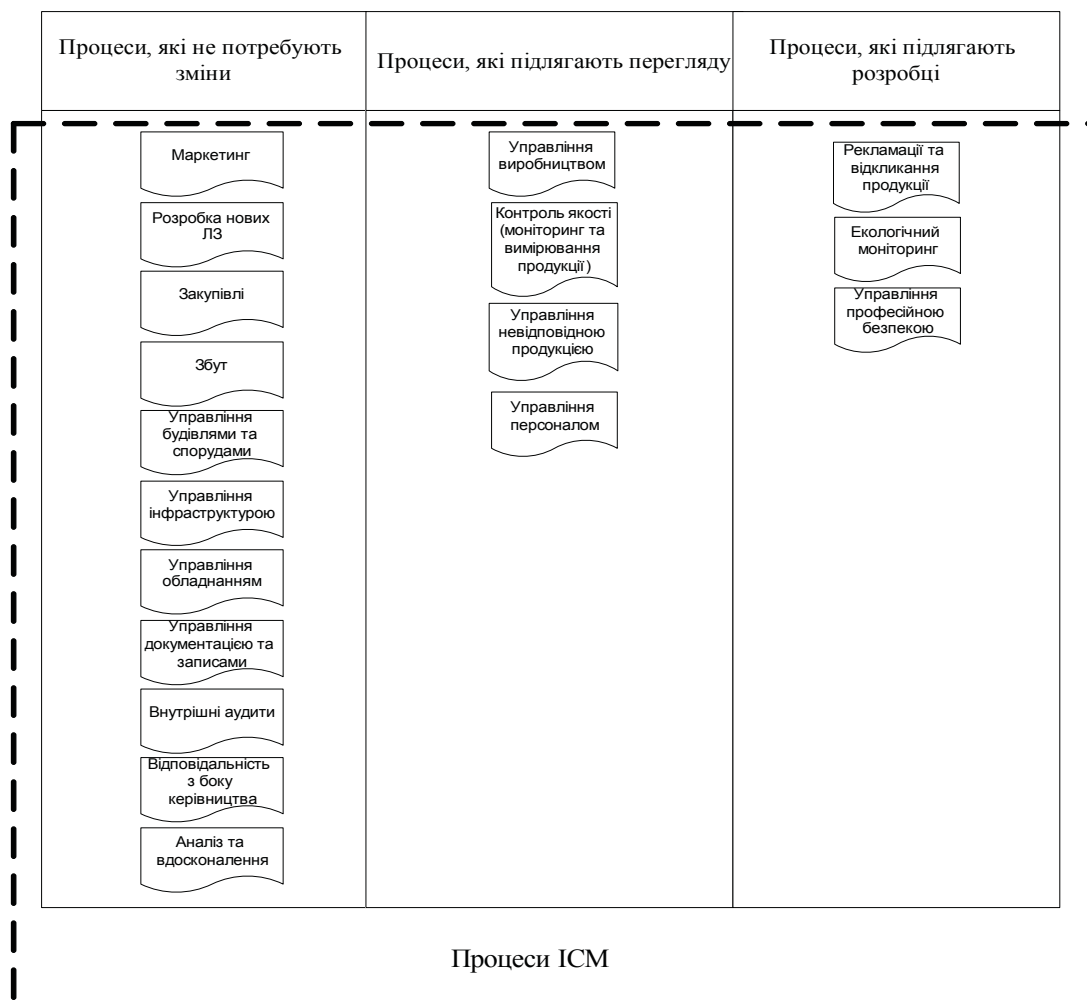 Процеси, які не потребують
зміни
Процеси, які підлягають перегляду
Процеси, які підлягають
розробці
Маркетинг
Розробка нових
ЛЗ
Закупівлі
Збут
Управління
будівлями та
спорудами
Управління
інфраструктурою
Управління
обладнанням
Управління
документацією та
записами
Внутрішні аудити
Відповідальність
з боку
керівництва
Аналіз та
вдосконалення
Управління
виробництвом
Контроль якості
(моніторинг та
вимірювання
продукції)
Управління
невідповідною
продукцією
Управління
персоналом
Рекламації та
відкликання
продукції
Екологічний
моніторинг
Управління
професійною
безпекою
Процеси ІСМ